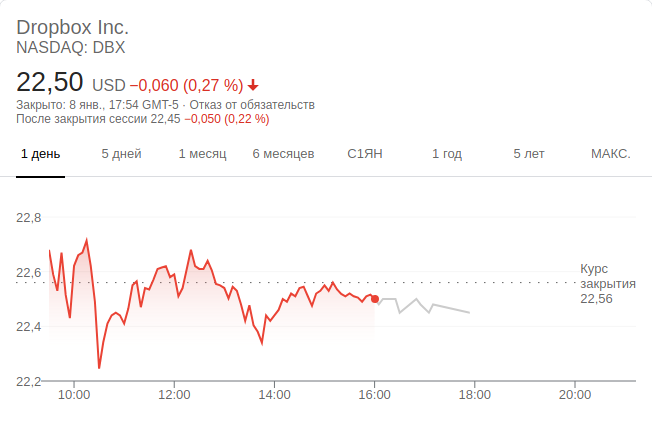 Dropbox Inc.
NASDAQ: DBX
22,50 USD −0,060 (0,27 %)
Закрыто: 8 янв., 17:54 GMT-5 · Отказ от обязательств
После закрытия сессии 22,45 −0,050 (0,22 %)
1 день 5 дней 1 месяц 6 месяцев С1ЯН 1 год 5 лет МАКС.
22,8
22,6
22,4
22,2
Курс
закрытия
22,56
10:00 12:00 14:00 16:00 18:00 20:00